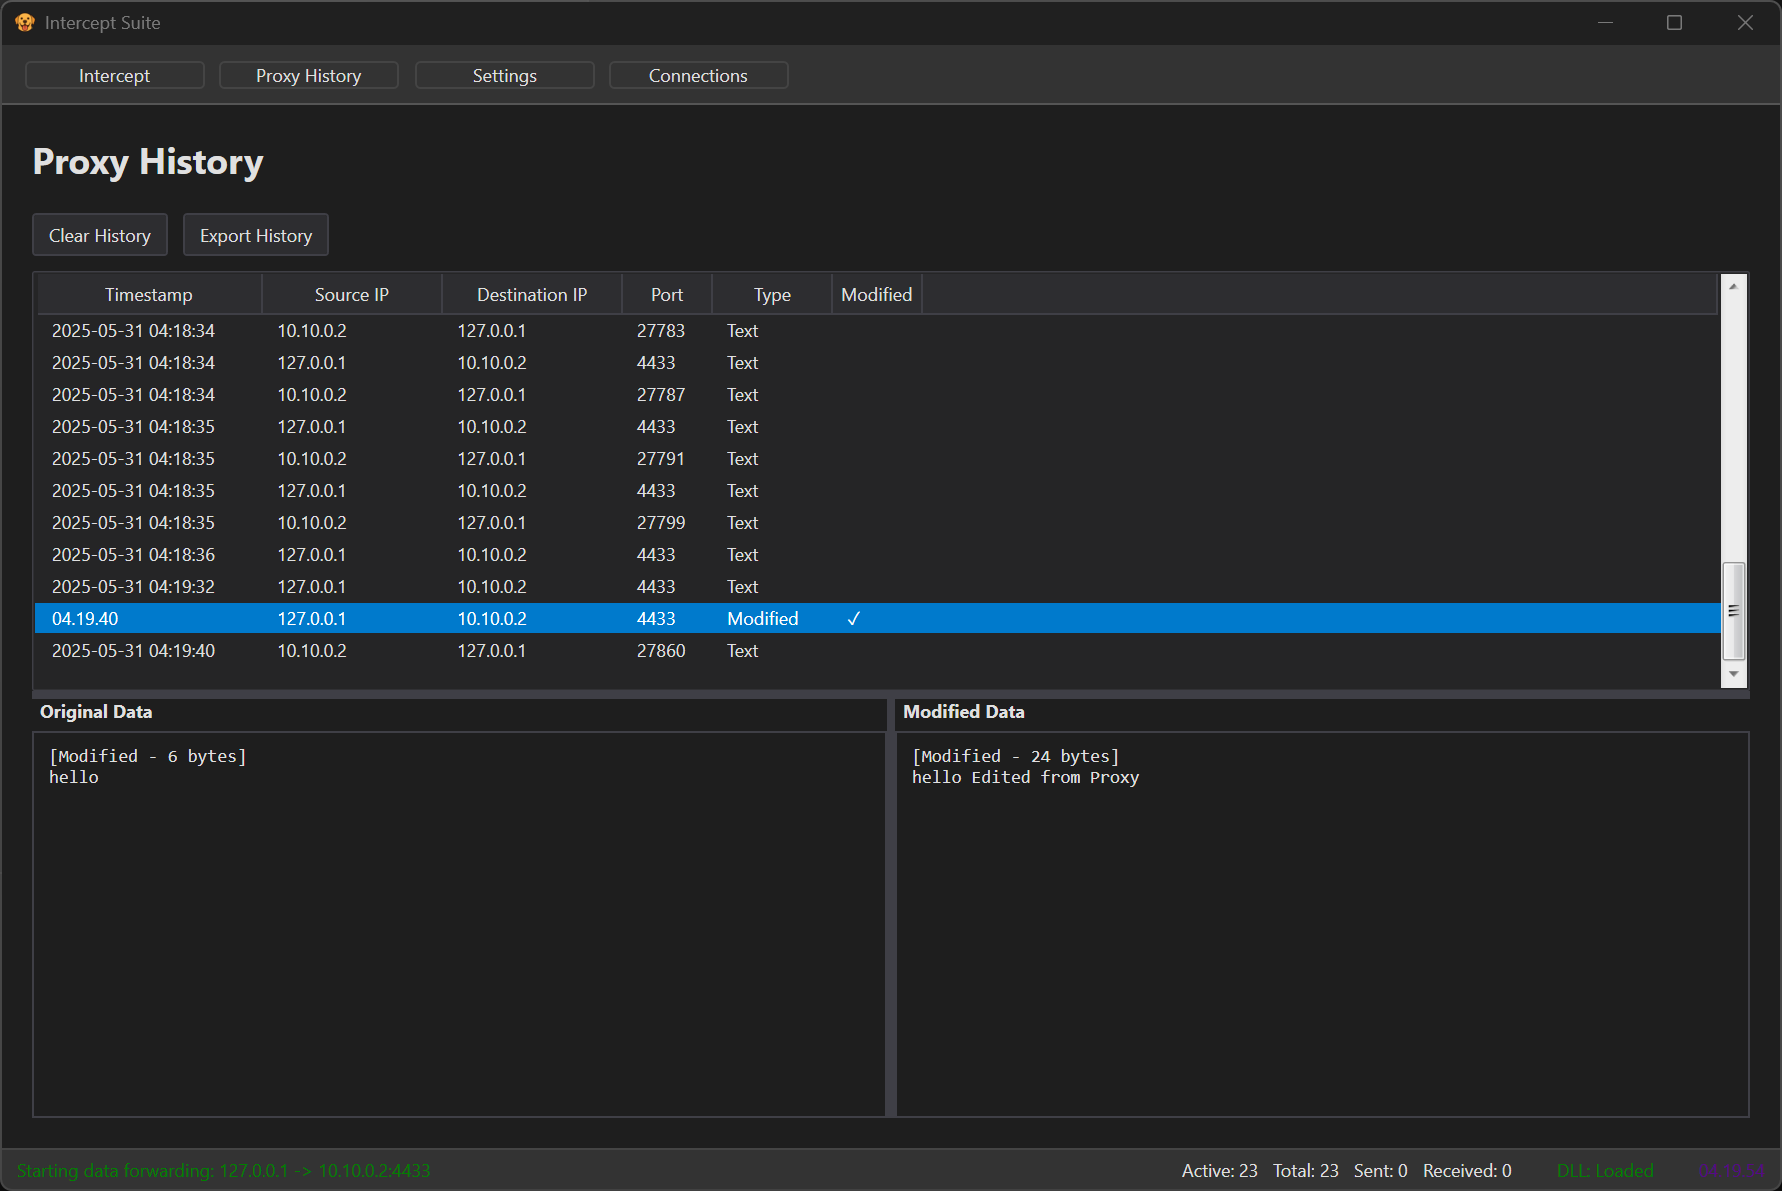 Intercept Suite
Intercept Proxy History Settings Connections
Proxy History
Clear History Export History
Timestamp Source IP Destination IP Port Type Modified
2025-05-31 04:18:34 10.10.0.2 127.0.0.1 27783 Text
2025-05-31 04:18:34 127.0.0.1 10.10.0.2 4433 Text
2025-05-31 04:18:34 10.10.0.2 127.0.0.1 27787 Text
2025-05-31 04:18:35 127.0.0.1 10.10.0.2 4433 Text
2025-05-31 04:18:35 10.10.0.2 127.0.0.1 27791 Text
2025-05-31 04:18:35 127.0.0.1 10.10.0.2 4433 Text
2025-05-31 04:18:35 10.10.0.2 127.0.0.1 27799 Text
2025-05-31 04:18:36 127.0.0.1 10.10.0.2 4433 Text
2025-05-31 04:19:32 127.0.0.1 10.10.0.2 4433 Text
04.19.40 127.0.0.1 10.10.0.2 4433 Modified ✓
2025-05-31 04:19:40 10.10.0.2 127.0.0.1 27860 Text
Original Data
[Modified - 6 bytes]
hello
Modified Data
[Modified - 24 bytes]
hello Edited from Proxy
Starting data forwarding: 127.0.0.1 -> 10.10.0.2:4433 Active: 23 Total: 23 Sent: 0 Received: 0 DLL: Loaded